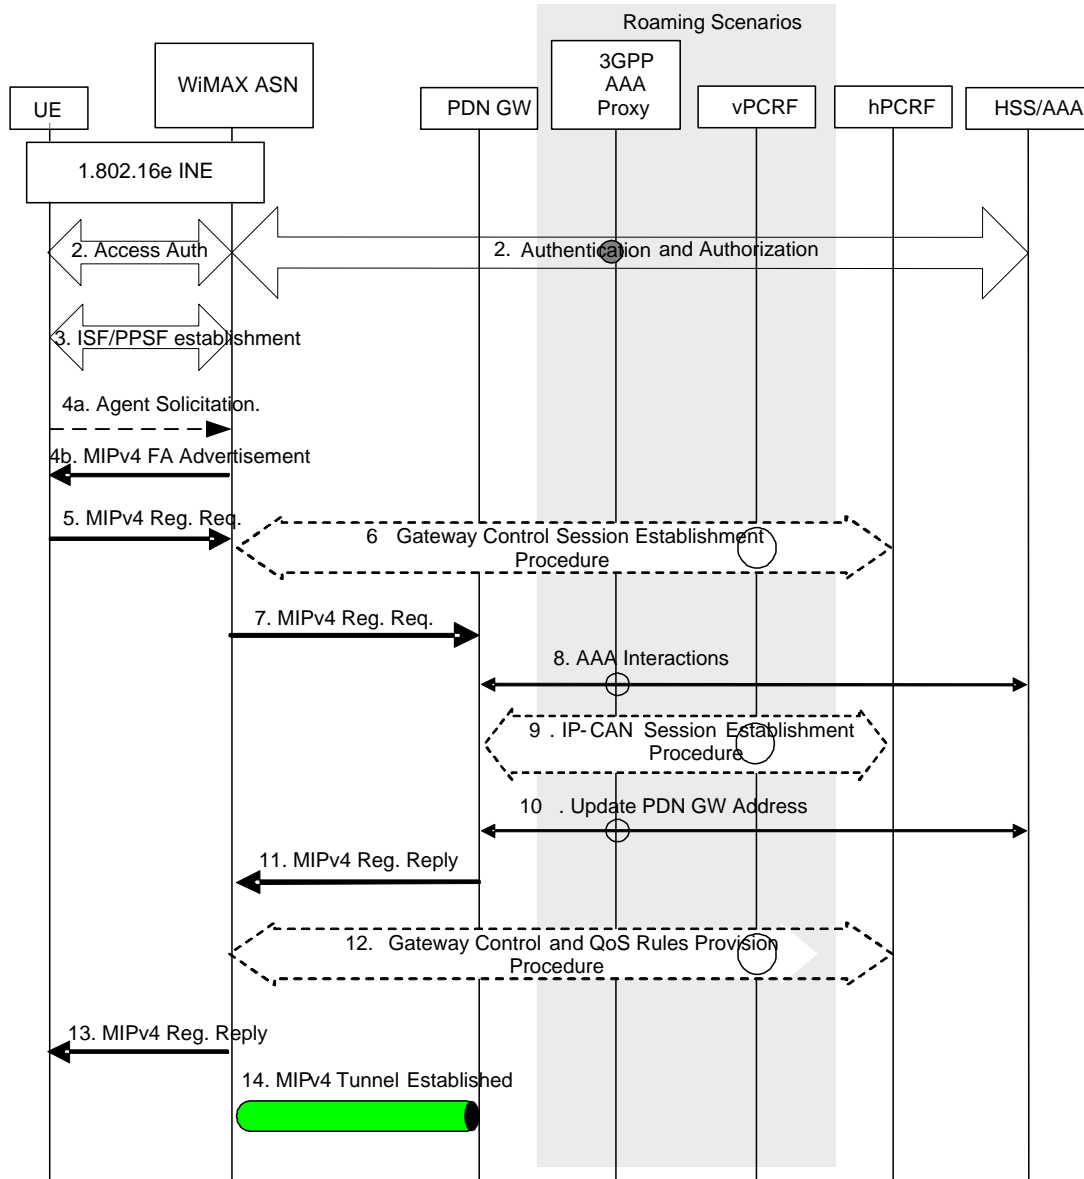 Roaming Scenarios
UE
WiMAX ASN
PDN GW
3GPP
AAA
Proxy
vPCRF
hPCRF
HSS/AAA
1.802.16e INE
2. Access Auth
2. Authentication and Authorization
3. ISF/PPSF establishment
4a. Agent Solicitation.
4b. MIPv4 FA Advertisement
5. MIPv4 Reg. Req.
6 Gateway Control Session Establishment
Procedure
7. MIPv4 Reg. Req.
8. AAA Interactions
9 . IP-CAN Session Establishment
Procedure
10 . Update PDN GW Address
11. MIPv4 Reg. Reply
12. Gateway Control and QoS Rules Provision
Procedure
13. MIPv4 Reg. Reply
14. MIPv4 Tunnel Established